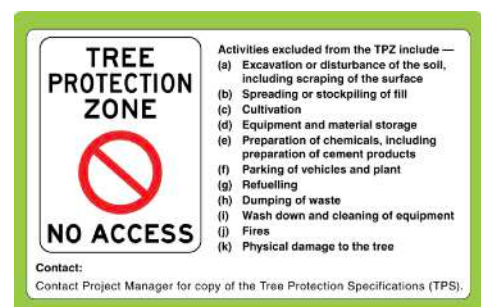 TREE
PROTECTION
ZONE
NO ACCESS
Activities excluded from the TPZ include —
(a) Excavation or disturbance of the soil,
including scraping of the surface
(b) Spreading or stockpiling of fill
(c) Cultivation
(d) Equipment and material storage
(e) Preparation of chemicals, including
preparation of cement products
(f) Parking of vehicles and plant
(g) Refuelling
(h) Dumping of waste
(i) Wash down and cleaning of equipment
(j) Fires
(k) Physical damage to the tree
Contact:
Contact Project Manager for copy of the Tree Protection Specifications (TPS).